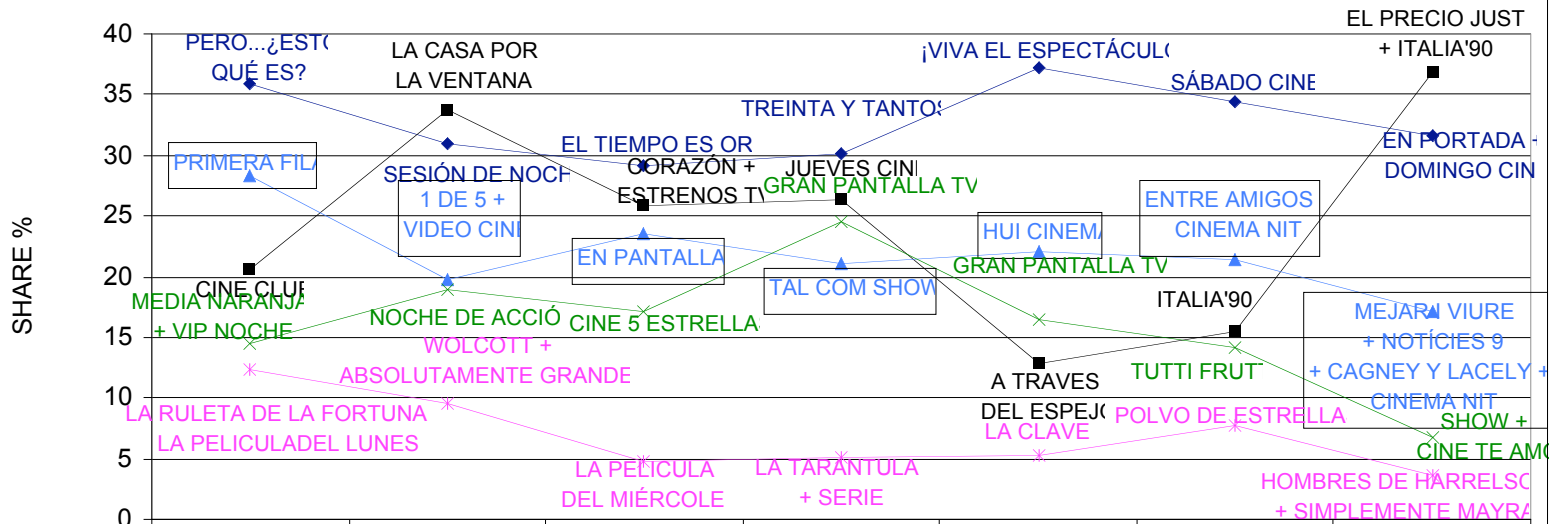 EL PRECIO JUST
+ ITALIA'90
40
PERO...¿ESTO
QUÉ ES?
LA CASA POR
LA VENTANA
¡VIVA EL ESPECTÁCULO
SÁBADO CINE
35
TREINTA Y TANTOS
30
PRIMERA FILA
SESIÓN DE NOCH
EL TIEMPO ES OR
CORAZÓN +
ESTRENOS TV
JUEVES CINE
GRAN PANTALLA TV
EN PORTADA +
DOMINGO CIN
25
1 DE 5 +
VIDEO CINE
HUI CINEMA
ENTRE AMIGOS
CINEMA NIT
EN PANTALLA
20
CINE CLUB
TAL COM SHOW
GRAN PANTALLA TV
SHARE %
MEDIA NARANJA
+ VIP NOCHE
NOCHE DE ACCIÓ
CINE 5 ESTRELLAS
ITALIA'90
15
MEJARA VIURE
+ NOTÍCIES 9
+ CAGNEY Y LACELY +
CINEMA NIT
WOLCOTT +
ABSOLUTAMENTE GRANDE
A TRAVES
DEL ESPEJO
TUTTI FRUT
10
LA RULETA DE LA FORTUNA
LA PELICULADEL LUNES
LA CLAVE
POLVO DE ESTRELLA
SHOW +
CINE TE AMO
5
LA PELICULA
DEL MIÉRCOLE
LA TARANTULA
+ SERIE
HOMBRES DE HARRELSO
+ SIMPLEMENTE MAYRA
0